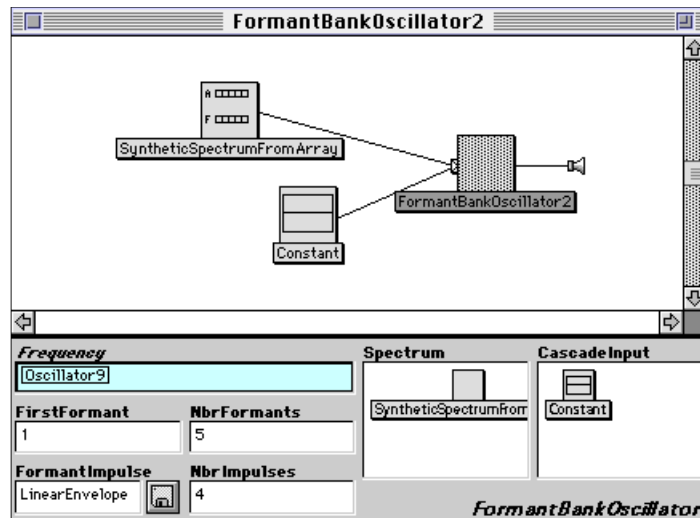 FormantBankOscillator2
A
F
SyntheticSpectrumFromArray
FormantBankOscillator2
Constant
Frequency
Oscillator9
Spectrum
CascadeInput
SyntheticSpectrumFrom
Constant
FirstFormant
NbrFormants
1
5
FormantImpulse
NbrImpulses
LinearEnvelope
4
FormantBankOscillator